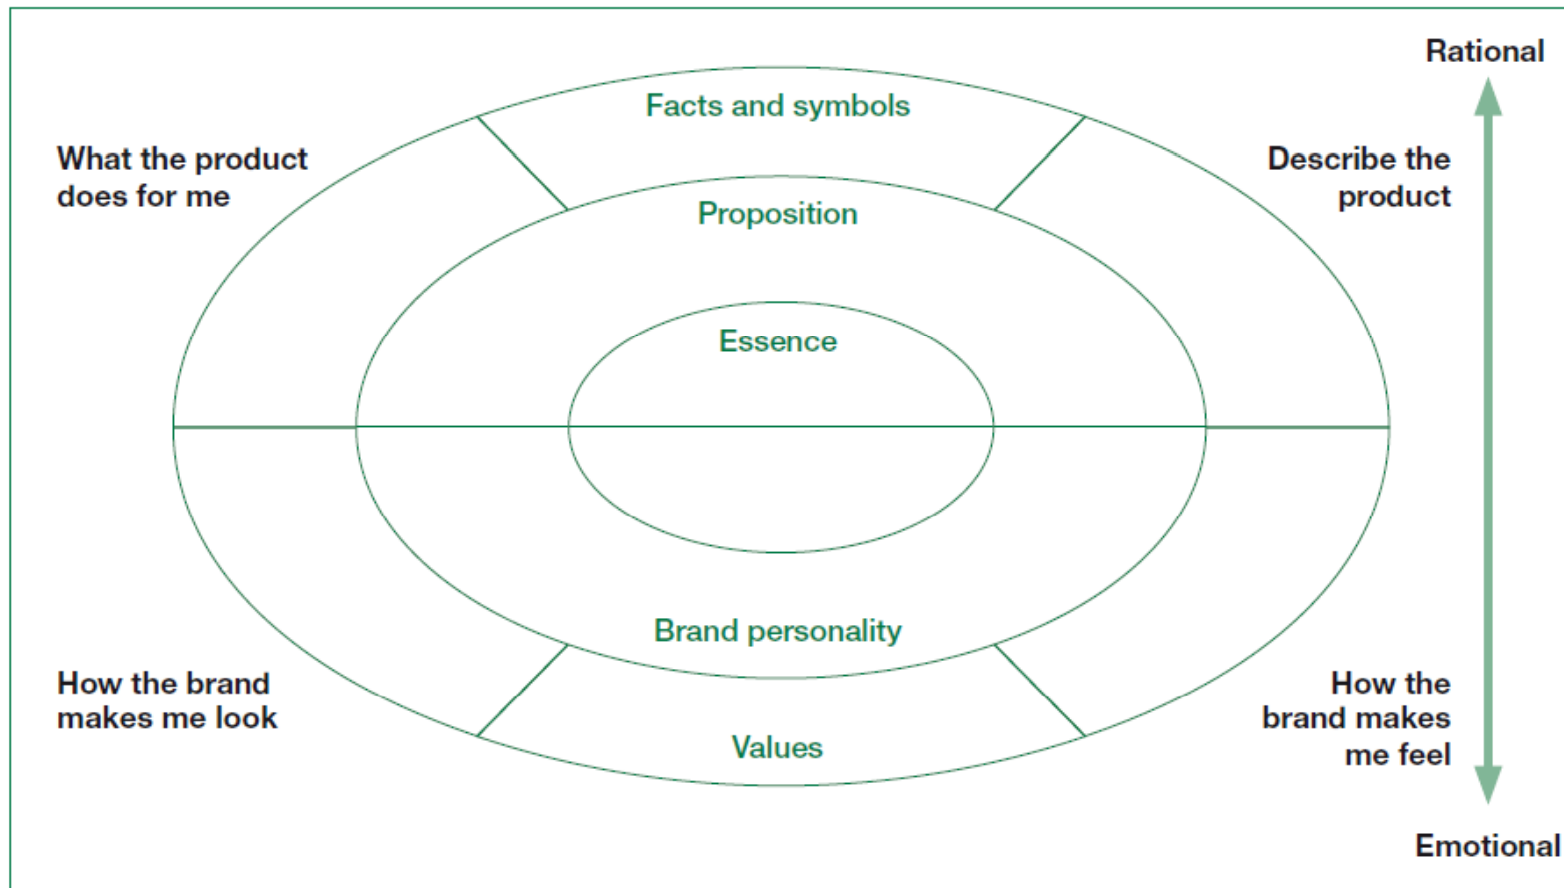 Rational
Facts and symbols
What the product
does for me
Describe the
product
Proposition
Essence
Brand personality
How the brand
makes me look
How the
brand makes
me feel
Values
Emotional